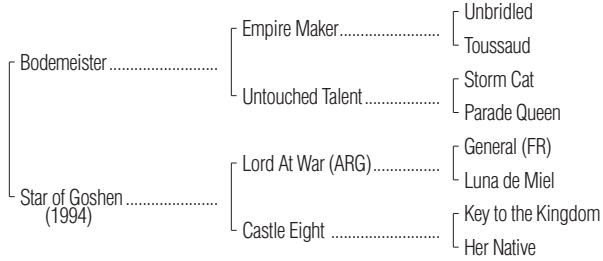 Unbridled
Empire Maker....................
Toussaud
Bodemeister ..........................
Storm Cat
Untouched Talent..................
Parade Queen
General (FR)
Lord At War (ARG)................
Luna de Miel
Star of Goshen ......................
(1994)
Key to the Kingdom
Castle Eight ..........................
Her Native